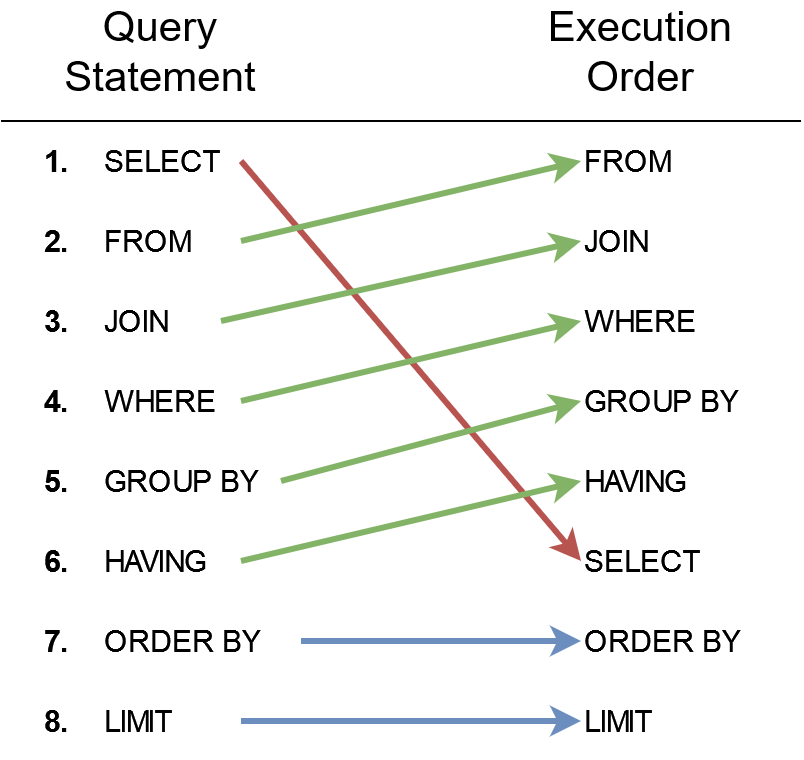 Query Statement
Execution Order
1. SELECT FROM
2. FROM JOIN
3. JOIN WHERE
4. WHERE GROUP BY
5. GROUP BY HAVING
6. HAVING SELECT
7. ORDER BY ORDER BY
8. LIMIT LIMIT